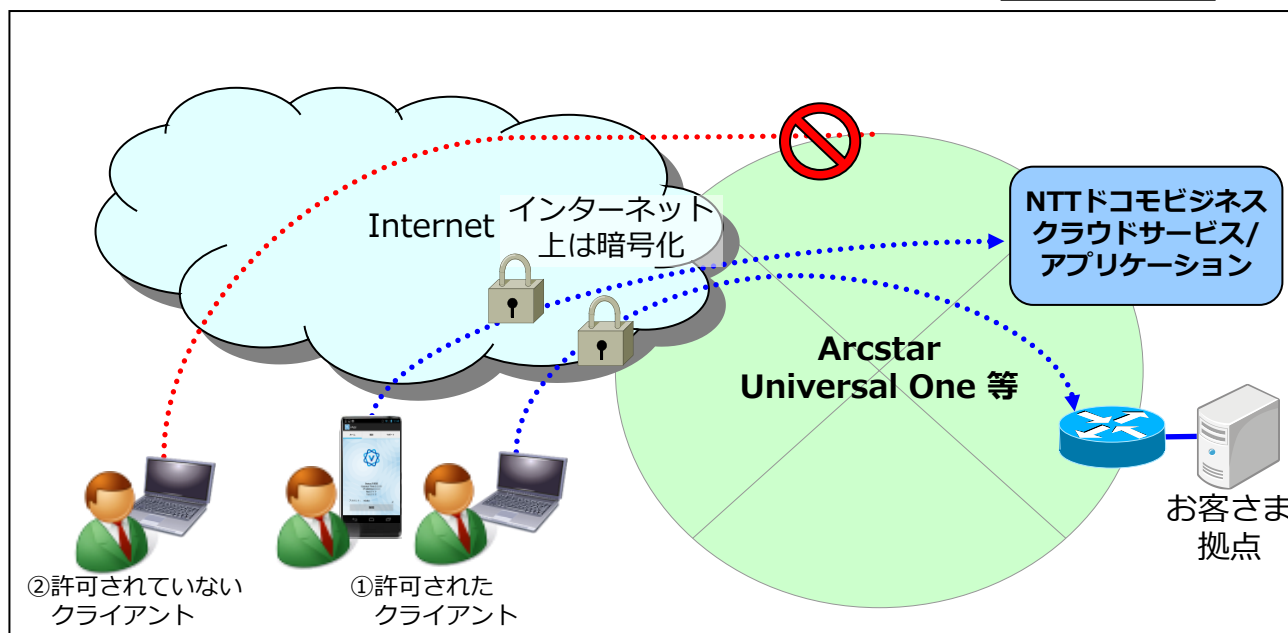 Internet
インターネット
上は暗号化
NTTドコモビジネス
クラウドサービス/
アプリケーション
Arcstar
Universal One 等
お客さま
拠点
②許可されていない
クライアント
①許可された
クライアント